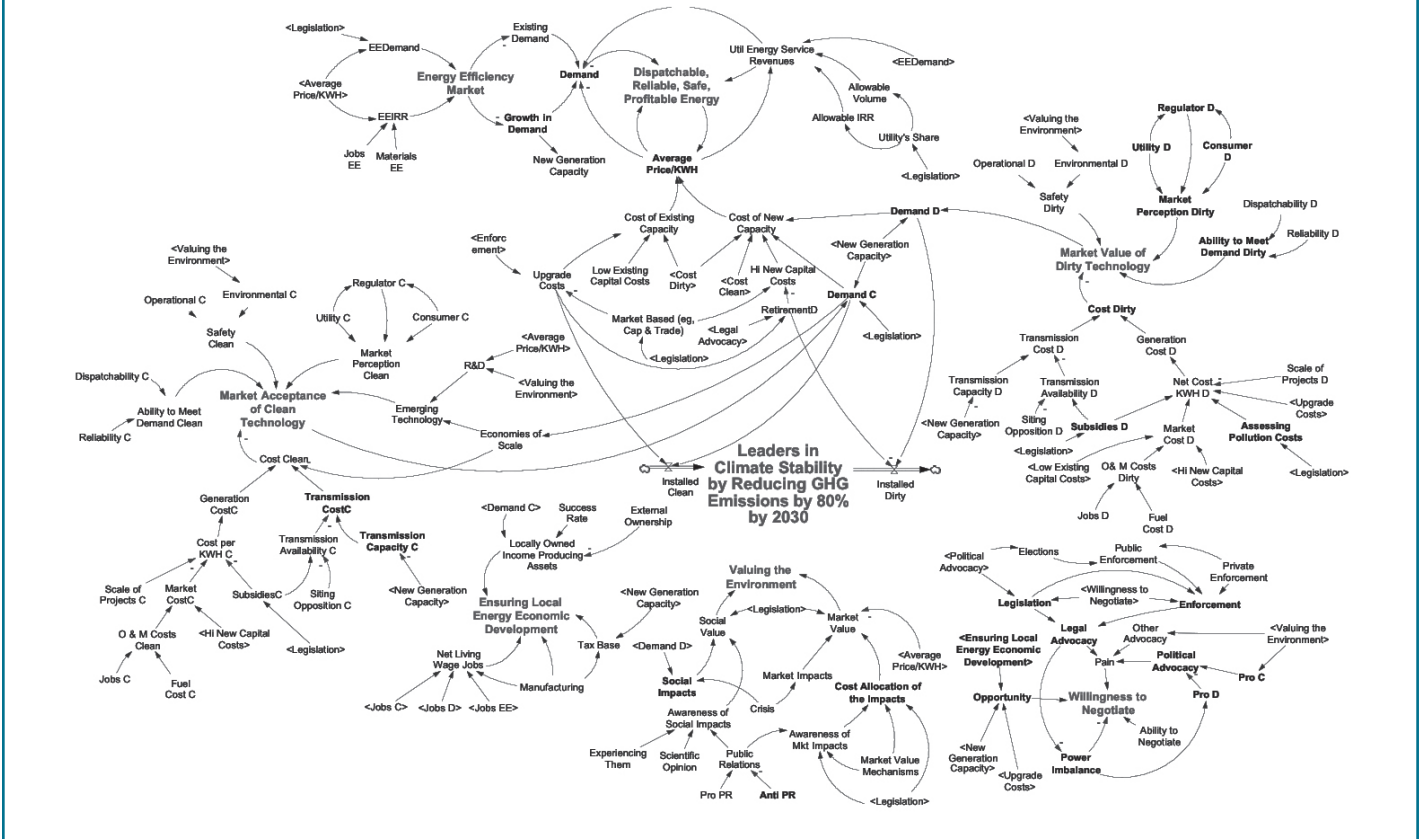 <Legislation>
EEDemand
<Average
Price/KWH>
EEIRR
Jobs
EE
Materials
EE
Energy Efficiency
Market
Existing
Demand
-
- Growth in
Demand
New Generation
Capacity
Demand
-
-
Dispatchable,
Reliable, Safe,
Profitable Energy
Average
Price/KWH
Util Energy Service
Revenues
<EEDemand>
Allowable
Volume
Allowable IRR
Utility's Share
<Legislation>
<Valuing the
Environment>
Operational D
Environmental D
Safety
Dirty
Regulator D
Utility D
Consumer
D
Market
Perception Dirty
Dispatchability D
Reliability D
Ability to Meet
Demand Dirty
Market Value of
Dirty Technology
-
Cost Dirty
Transmission
Cost D
-
Generation
Cost D
Transmission
Capacity D
-
Transmission
Availability D
-
<New Generation
Capacity>
Siting
Opposition D
Subsidies D
<Legislation>
Net Cost
KWH D
-
-
Scale of
Projects D
<Upgrade
Costs>
Assessing
Pollution Costs
<Legislation>
Market
Cost D
<Low Existing
Capital Costs>
O& M Costs
Dirty
<Hi New Capital
Costs>
Jobs D
Fuel
Cost D
Cost of Existing
Capacity
Cost of New
Capacity
Demand D
<Enforc
ement>
Upgrade
Costs
-
Low Existing
Capital Costs
<Cost
Dirty>
<Cost
Clean>
Hi New Capital
Costs
-
<New Generation
Capacity>
Demand C
Market Based (eg,
Cap & Trade)
<Legal
Advocacy>
RetirementD
<Legislation>
<Legislation>
<Valuing the
Environment>
Operational C
Environmental C
Safety
Clean
Regulator C
Utility C
Consumer C
Market
Perception
Clean
<Average
Price/KWH>
R&D
<Valuing the
Environment>
Emerging
Technology
Economies of
Scale
Dispatchability C
Ability to Meet
Demand Clean
Reliability C
Market Acceptance
of Clean
Technology
-
Cost Clean
Generation
CostC
Transmission
CostC
-
Cost per
KWH C
-
-
-
Transmission
Availability C
-
Transmission
Capacity C
-
Scale of
Projects C
Market
CostC
SubsidiesC
Siting
Opposition C
<New Generation
Capacity>
O & M Costs
Clean
<Hi New Capital
Costs>
<Legislation>
Jobs C
Fuel
Cost C
Installed
Clean
Leaders in
Climate Stability
by Reducing GHG
Emissions by 80%
by 2030
-
Installed
Dirty
<Demand C>
Success
Rate
External
Ownership
Locally Owned
Income Producing
Assets
-
Ensuring Local
Energy Economic
Development
<New Generation
Capacity>
Tax Base
Net Living
Wage Jobs
Manufacturing
<Jobs C>
<Jobs D>
<Jobs EE>
Valuing the
Environment
-
<Legislation>
Social
Value
Market
Value
<Demand D>
<Average
Price/KWH>
Social
Impacts
Market Impacts
Cost Allocation of
the Impacts
Crisis
Awareness of
Social Impacts
Awareness of
Mkt Impacts
Experiencing
Them
Scientific
Opinion
Public
Relations
-
Market Value
Mechanisms
Pro PR
Anti PR
<Legislation>
<Political
Advocacy>
Elections
Public
Enforcement
Private
Enforcement
Legislation
<Willingness to
Negotiate>
Enforcement
Legal
Advocacy
Other
Advocacy
<Valuing the
Environment>
<Ensuring Local
Energy Economic
Development>
Pain
Political
Advocacy
-
Pro C
Opportunity
Willingness to
Negotiate
-
Pro D
Ability to
Negotiate
-
Power
Imbalance
<New
Generation
Capacity>
<Upgrade
Costs>